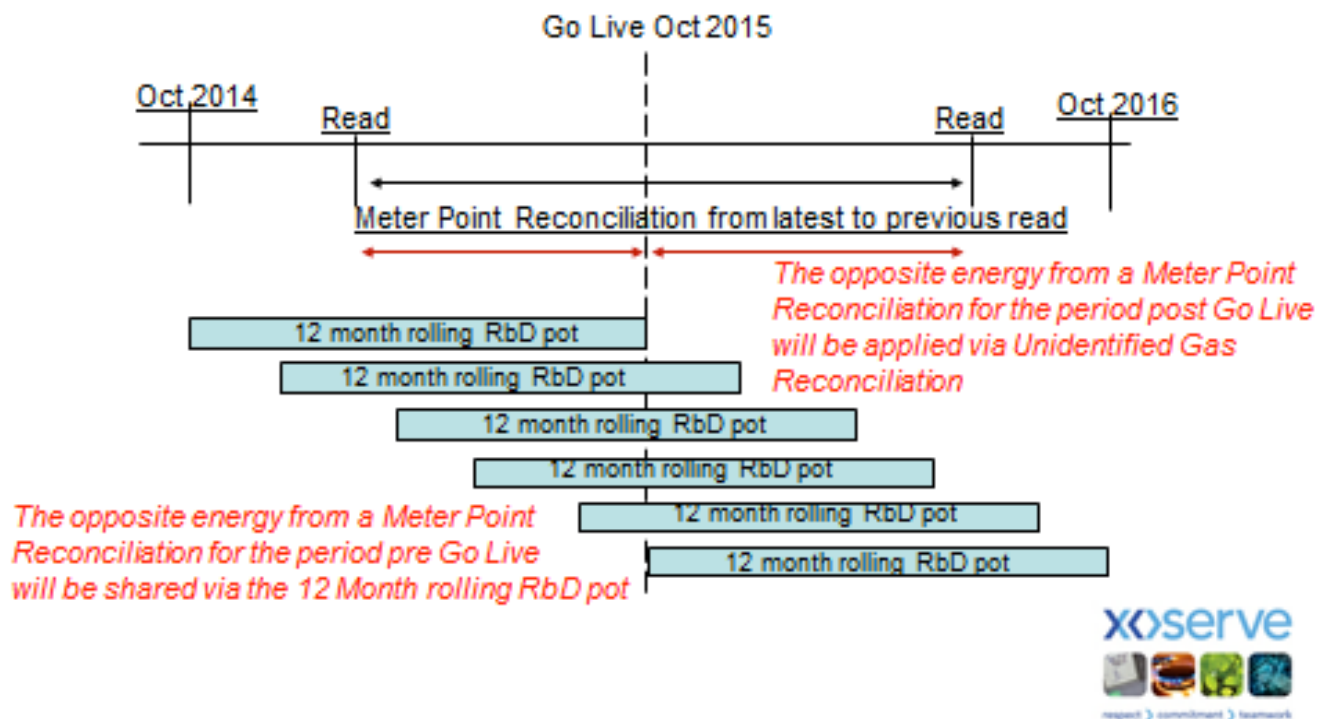 Go Live Oct 2015
Oct 2014
Read
Read
Oct 2016
Meter Point Reconciliation from latest to previous read
The opposite energy from a Meter Point
Reconciliation for the period post Go Live
will be applied via Unidentified Gas
Reconciliation
12 month rolling RbD pot
12 month rolling RbD pot
12 month rolling RbD pot
12 month rolling RbD pot
12 month rolling RbD pot
12 month rolling RbD pot
The opposite energy from a Meter Point
Reconciliation for the period pre Go Live
will be shared via the 12 Month rolling RbD pot
xoserve
respect > commitment > teamwork